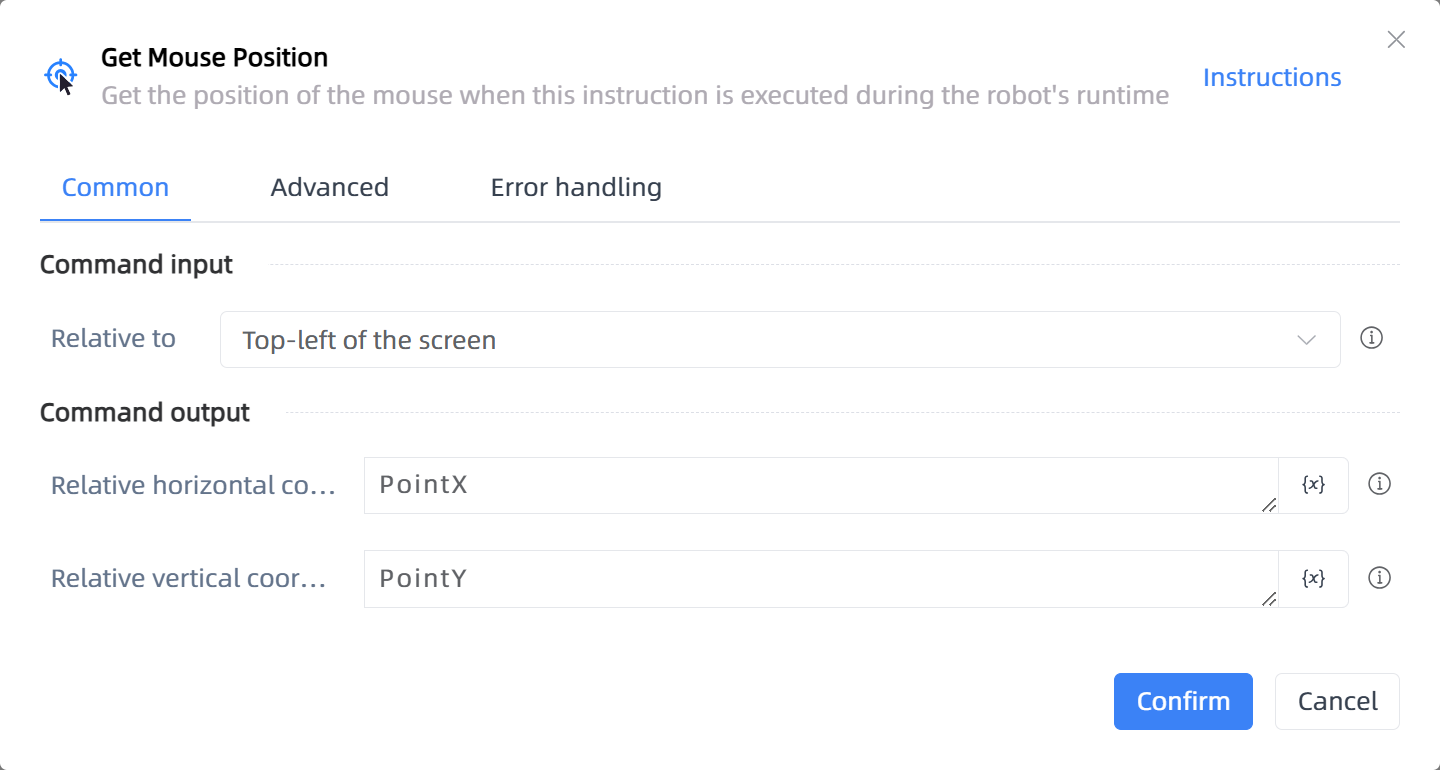 Get Mouse Position
Get the position of the mouse when this instruction is executed during the robot's runtime
Instructions
Common
Advanced
Error handling
Command input
Relative to
Top-left of the screen
Command output
Relative horizontal co...
PointX
{x}
Relative vertical coor...
PointY
{x}
Confirm
Cancel